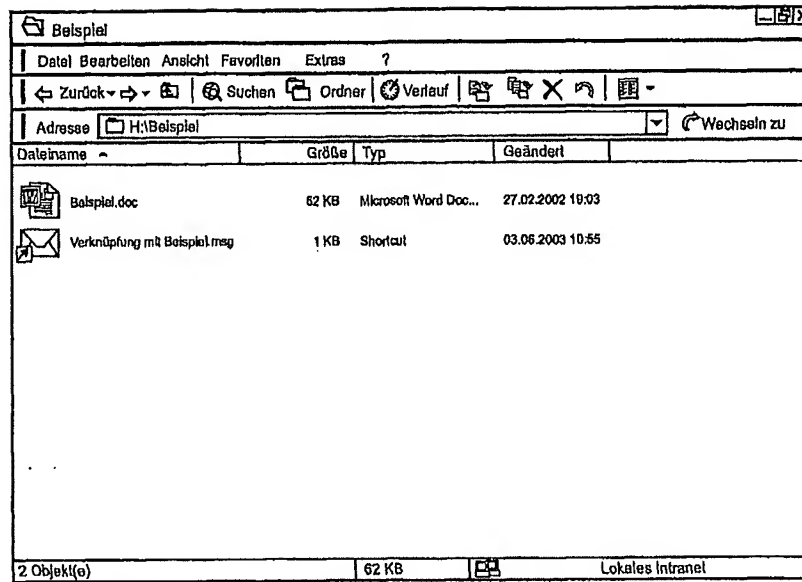 Beispiel
Datei Bearbeiten Ansicht Favoriten Extras ?
Zurück Suchen Ordner Verlauf
Adresse H:\Beispiel Wechseln zu
Dateiname Größe Typ Geändert
Beispiel.doc 62 KB Microsoft Word Doc... 27.02.2002 19:03
Verknüpfung mit Beispiel.msg 1 KB Shortcut 03.06.2003 10:55
2 Objekt(e) 62 KB Lokales Intranet